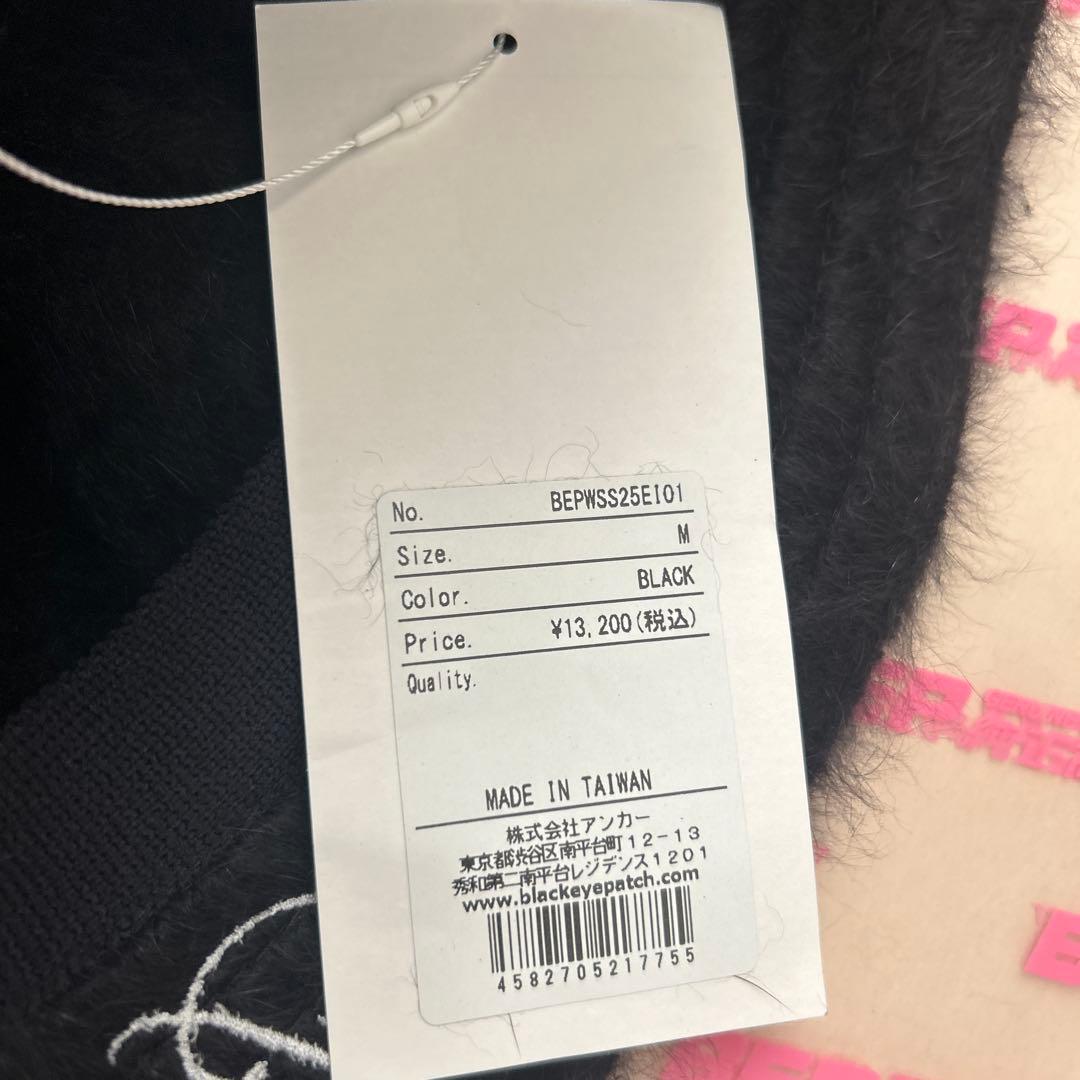 No. BEPWSS25EI01
Size. M
Color. BLACK
Price. ¥13,200(税込)
Quality.
MADE IN TAIWAN
株式会社アンカー
東京都渋谷区南平台町１２－１３
秀和第二南平台レジデンス１２０１
www.blackeyepatch.com
4582705217755